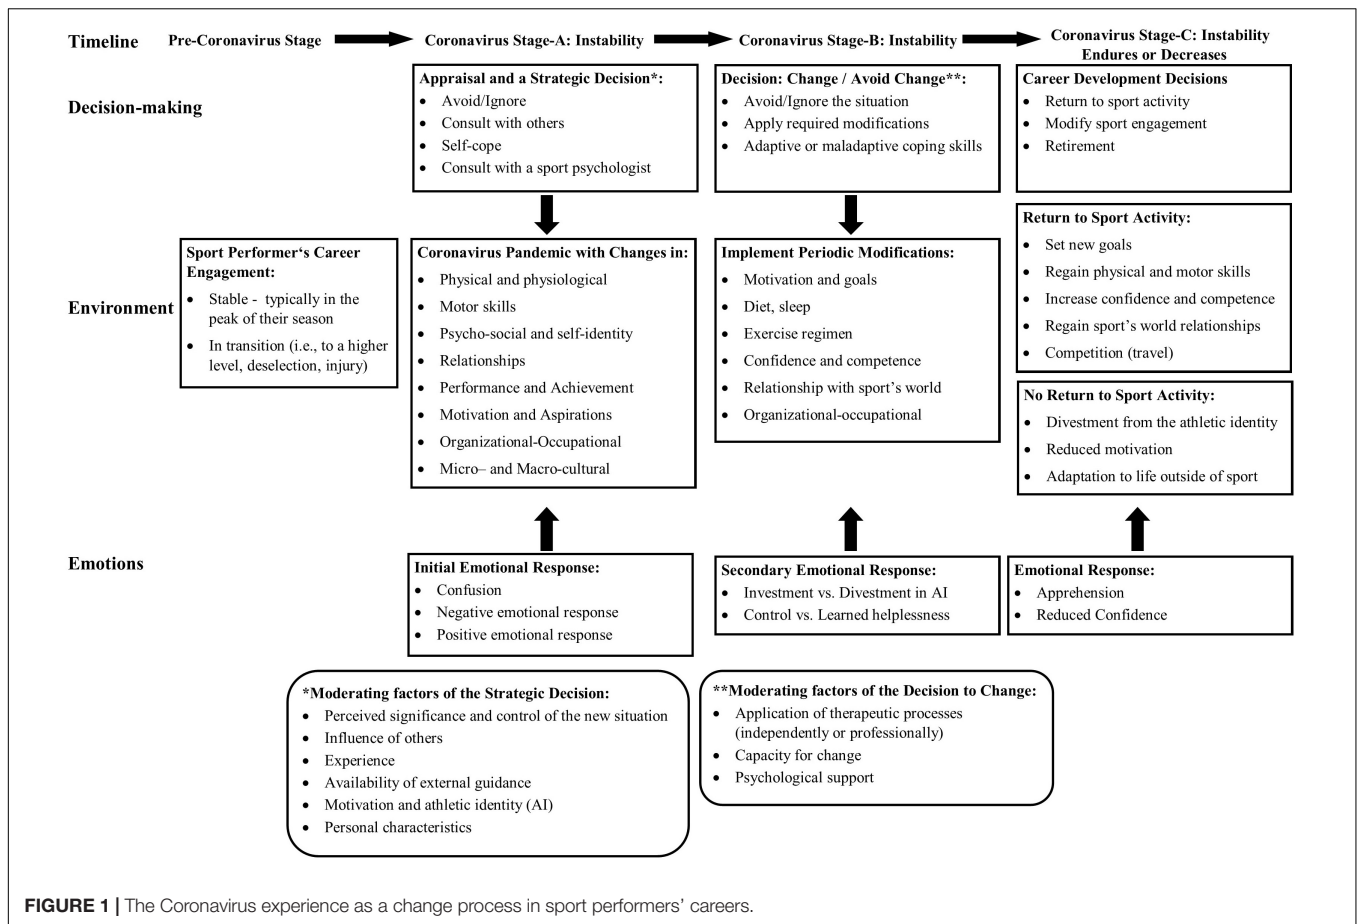 Timeline
Pre-Coronavirus Stage
Coronavirus Stage-A: Instability
Coronavirus Stage-B: Instability
Coronavirus Stage-C: Instability
Endures or Decreases
Decision-making
Appraisal and a Strategic Decision*:
• Avoid/Ignore
• Consult with others
• Self-cope
• Consult with a sport psychologist
Decision: Change / Avoid Change**:
• Avoid/Ignore the situation
• Apply required modifications
• Adaptive or maladaptive coping skills
Career Development Decisions
• Return to sport activity
• Modify sport engagement
• Retirement
Environment
Sport Performer‘s Career
Engagement:
• Stable - typically in the
peak of their season
• In transition (i.e., to a higher
level, deselection, injury)
Coronavirus Pandemic with Changes in:
• Physical and physiological
• Motor skills
• Psycho-social and self-identity
• Relationships
• Performance and Achievement
• Motivation and Aspirations
• Organizational-Occupational
• Micro– and Macro-cultural
Implement Periodic Modifications:
• Motivation and goals
• Diet, sleep
• Exercise regimen
• Confidence and competence
• Relationship with sport’s world
• Organizational-occupational
Return to Sport Activity:
• Set new goals
• Regain physical and motor skills
• Increase confidence and competence
• Regain sport’s world relationships
• Competition (travel)
No Return to Sport Activity:
• Divestment from the athletic identity
• Reduced motivation
• Adaptation to life outside of sport
Emotions
Initial Emotional Response:
• Confusion
• Negative emotional response
• Positive emotional response
Secondary Emotional Response:
• Investment vs. Divestment in AI
• Control vs. Learned helplessness
Emotional Response:
• Apprehension
• Reduced Confidence
*Moderating factors of the Strategic Decision:
• Perceived significance and control of the new situation
• Influence of others
• Experience
• Availability of external guidance
• Motivation and athletic identity (AI)
• Personal characteristics
**Moderating factors of the Decision to Change:
• Application of therapeutic processes
(independently or professionally)
• Capacity for change
• Psychological support
FIGURE 1 | The Coronavirus experience as a change process in sport performers’ careers.